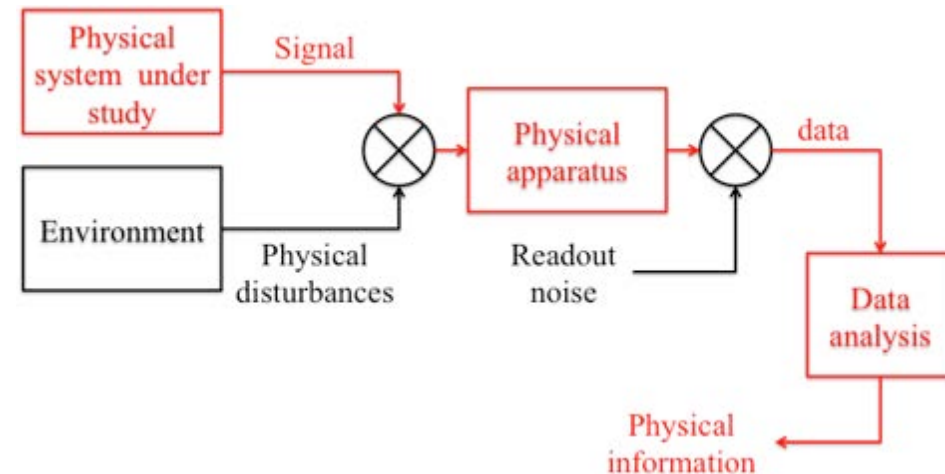 Physical
system under
study
Signal
Environment
Physical
disturbances
Physical
apparatus
Readout
noise
data
Data
analysis
Physical
information